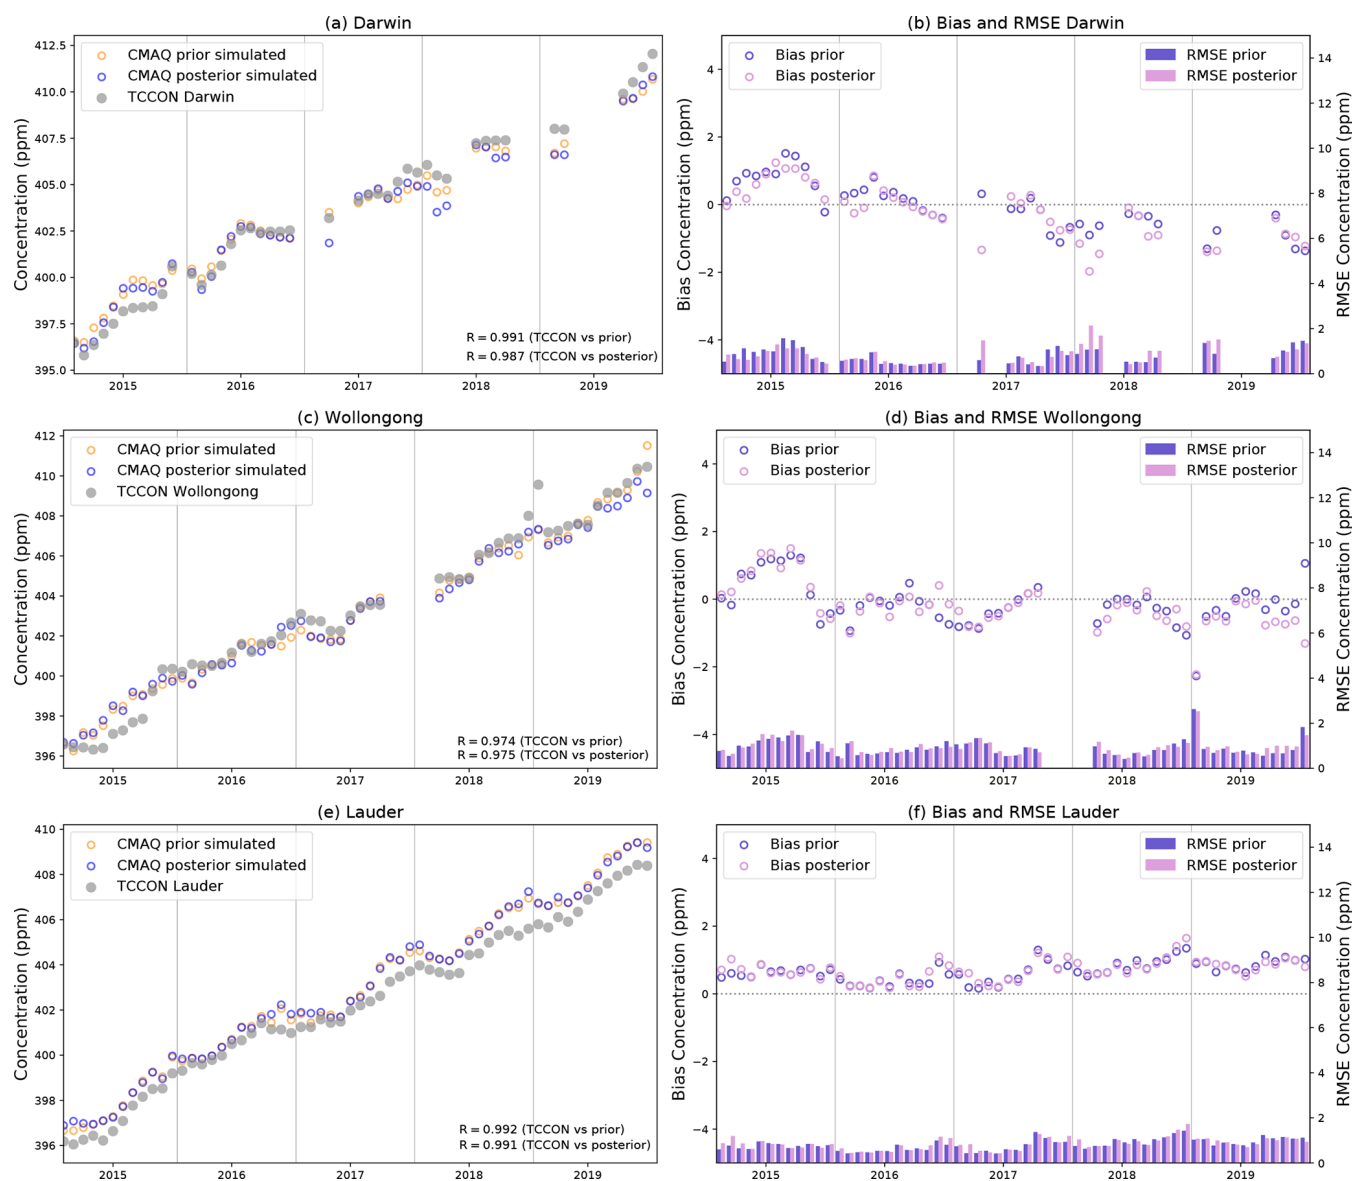 (a) Darwin
CMAQ prior simulated
CMAQ posterior simulated
TCCON Darwin
Concentration (ppm)
412.5
410.0
407.5
405.0
402.5
400.0
397.5
395.0
R = 0.991 (TCCON vs prior)
R = 0.987 (TCCON vs posterior)
2015 2016 2017 2018 2019
(b) Bias and RMSE Darwin
Bias prior
Bias posterior
RMSE prior
RMSE posterior
Bias Concentration (ppm)
4
2
0
−2
−4
RMSE Concentration (ppm)
14
12
10
8
6
4
2
0
2015 2016 2017 2018 2019
(c) Wollongong
CMAQ prior simulated
CMAQ posterior simulated
TCCON Wollongong
Concentration (ppm)
412
410
408
406
404
402
400
398
396
R = 0.974 (TCCON vs prior)
R = 0.975 (TCCON vs posterior)
2015 2016 2017 2018 2019
(d) Bias and RMSE Wollongong
Bias prior
Bias posterior
RMSE prior
RMSE posterior
Bias Concentration (ppm)
4
2
0
−2
−4
RMSE Concentration (ppm)
14
12
10
8
6
4
2
0
2015 2016 2017 2018 2019
(e) Lauder
CMAQ prior simulated
CMAQ posterior simulated
TCCON Lauder
Concentration (ppm)
410
408
406
404
402
400
398
396
R = 0.992 (TCCON vs prior)
R = 0.991 (TCCON vs posterior)
2015 2016 2017 2018 2019
(f) Bias and RMSE Lauder
Bias prior
Bias posterior
RMSE prior
RMSE posterior
Bias Concentration (ppm)
4
2
0
−2
−4
RMSE Concentration (ppm)
14
12
10
8
6
4
2
0
2015 2016 2017 2018 2019